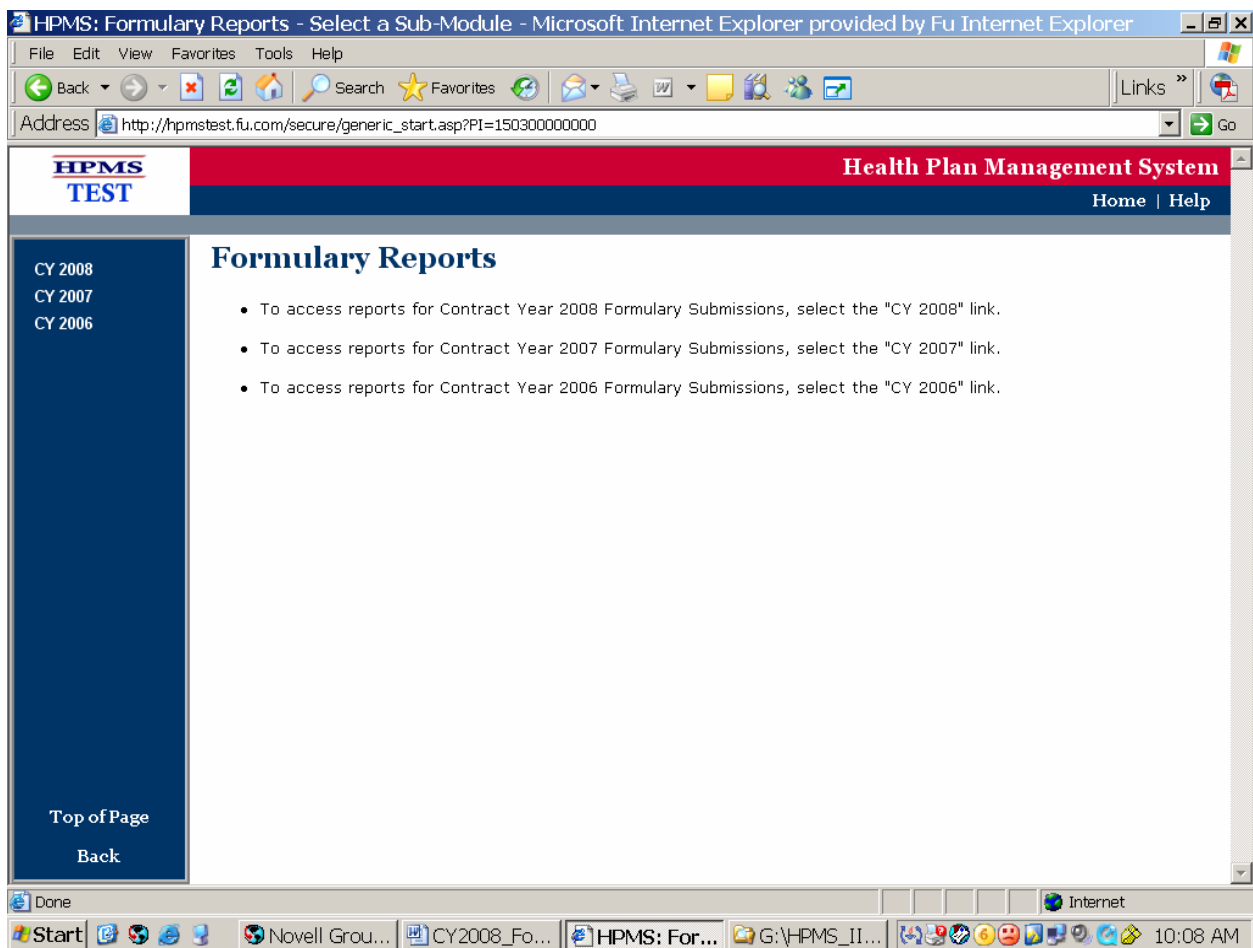 HPMS: Formulary Reports - Select a Sub-Module - Microsoft Internet Explorer provided by Fu Internet Explorer
File Edit View Favorites Tools Help
Back Search Favorites Links »
Address http://hpmstest.fu.com/secure/generic_start.asp?PI=150300000000 Go
HPMS
TEST
Health Plan Management System
Home | Help
CY 2008
CY 2007
CY 2006
Formulary Reports
• To access reports for Contract Year 2008 Formulary Submissions, select the "CY 2008" link.
• To access reports for Contract Year 2007 Formulary Submissions, select the "CY 2007" link.
• To access reports for Contract Year 2006 Formulary Submissions, select the "CY 2006" link.
Top of Page
Back
Done Internet
Start Novell Grou... CY2008_Fo... HPMS: For... G:\HPMS_II... 10:08 AM